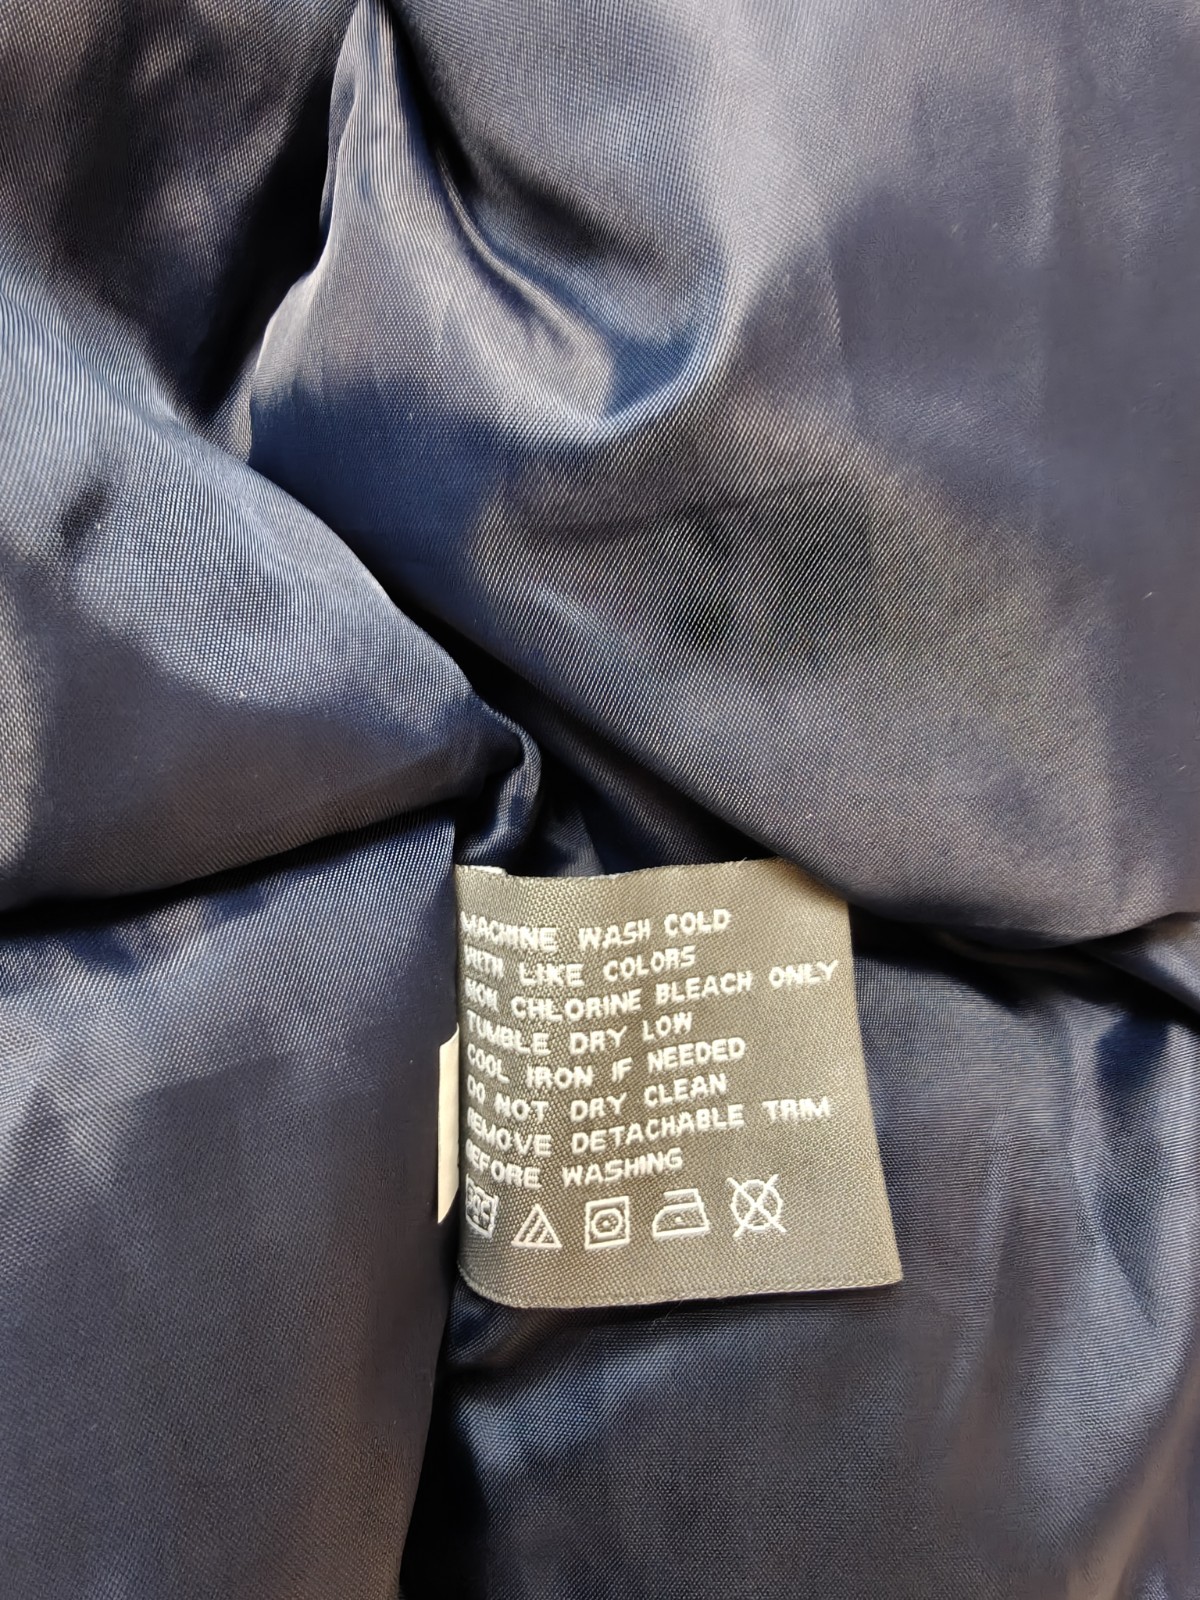 MACHINE WASH COLD
WITH LIKE COLORS
NON CHLORINE BLEACH ONLY
TUMBLE DRY LOW
COOL IRON IF NEEDED
DO NOT DRY CLEAN
REMOVE DETACHABLE TRIM
BEFORE WASHING
30C